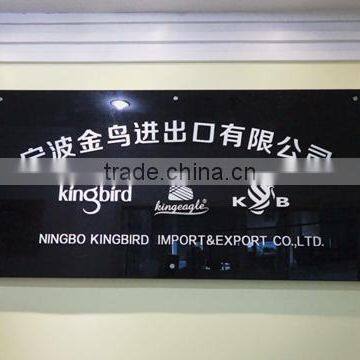 宁波金鸟进出口有限公司
trade.china.cn
kingbird kingeagle K B
NINGBO KINGBIRD IMPORT&EXPORT CO.,LTD.